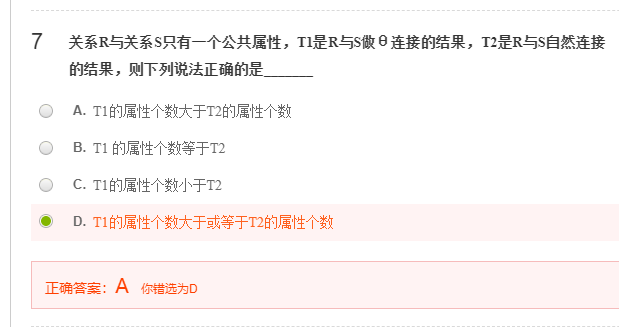 7 关系R与关系S只有一个公共属性，T1是R与S做θ连接的结果，T2是R与S自然连接
的结果，则下列说法正确的是_______
A. T1的属性个数大于T2的属性个数
B. T1 的属性个数等于T2
C. T1的属性个数小于T2
D. T1的属性个数大于或等于T2的属性个数
正确答案：A 你错选为D